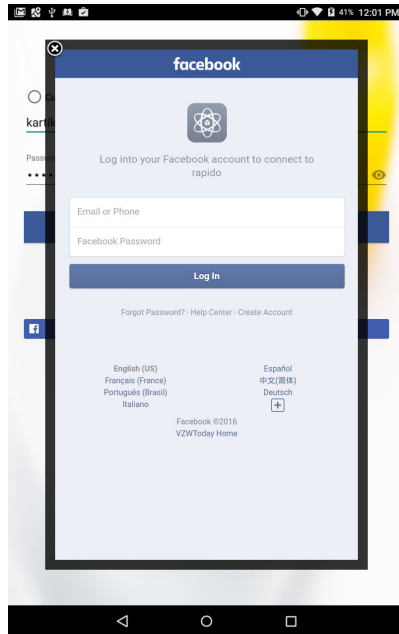 41% 12:01 PM
facebook
kartik
Log into your Facebook account to connect to
rapido
Email or Phone
Facebook Password
Log In
Forgot Password? · Help Center · Create Account
English (US)
Español
Français (France)
中文(简体)
Português (Brasil)
Deutsch
Italiano
Facebook ©2016
VZWToday Home